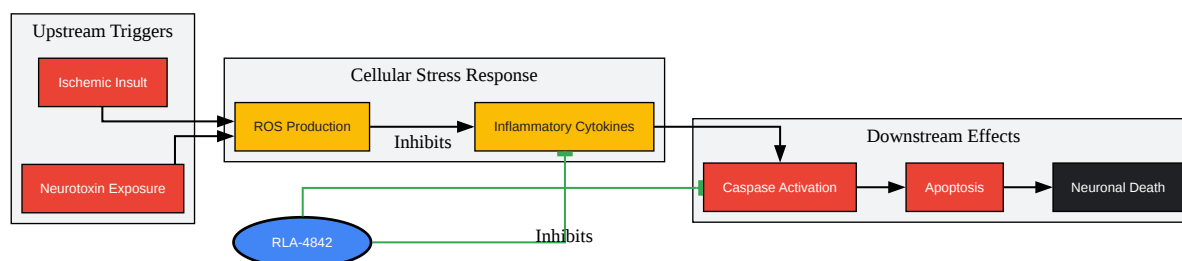 Upstream Triggers
Ischemic Insult
Neurotoxin Exposure
Cellular Stress Response
ROS Production
Inhibits
Inflammatory Cytokines
Downstream Effects
Caspase Activation
Apoptosis
Neuronal Death
RLA-4842
Inhibits